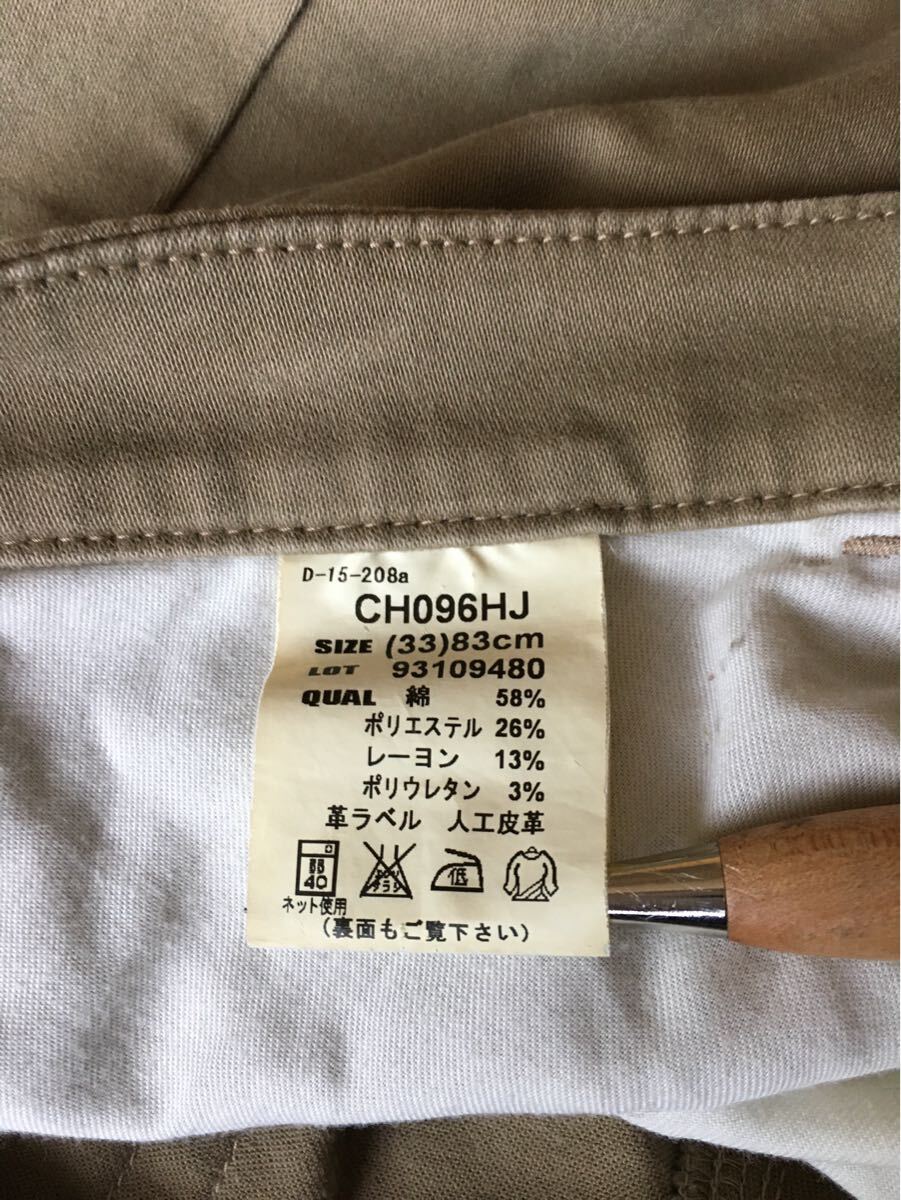 D-15-208a
CH096HJ
SIZE (33)83cm
LOT 93109480
QUAL 綿 58%
ポリエステル 26%
レーヨン 13%
ポリウレタン 3%
革ラベル 人工皮革
弱 40 低
ネット使用
(裏面もご覧下さい)